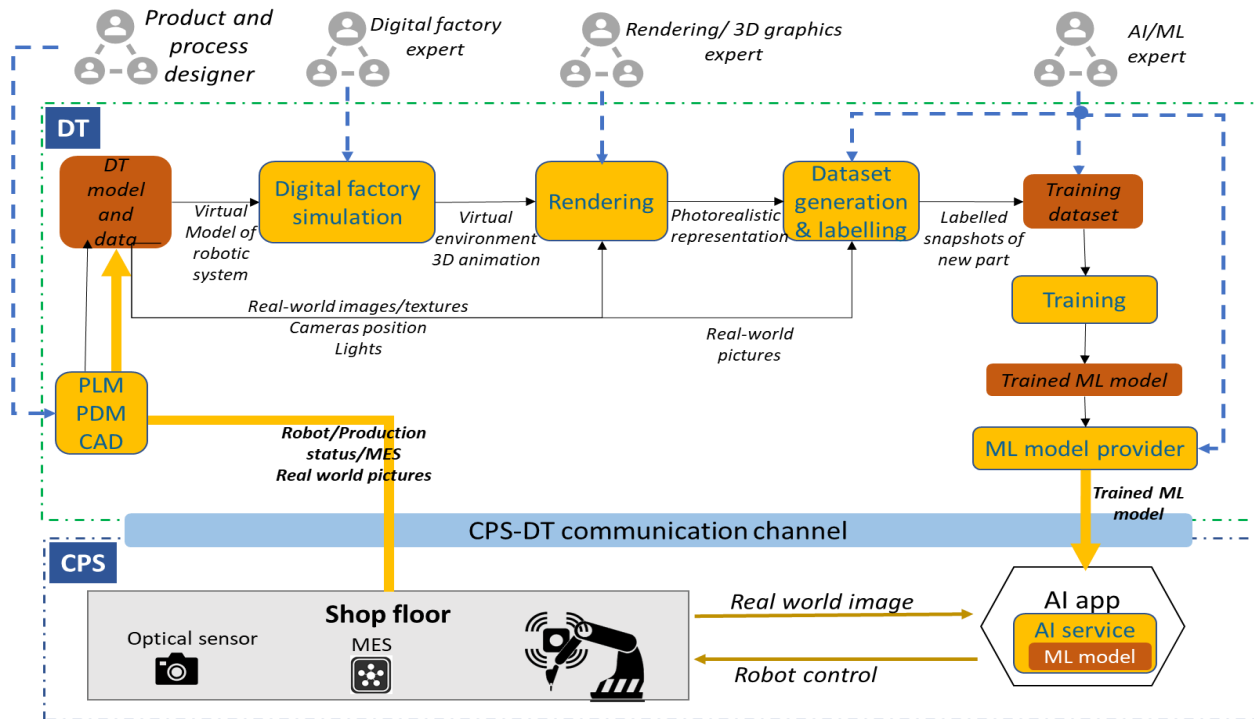 Product and
process
designer
Digital factory
expert
Rendering/ 3D graphics
expert
AI/ML
expert
DT
DT
model
and
data
Virtual
Model of
robotic
system
Digital factory
simulation
Virtual
environment
3D animation
Rendering
Photorealistic
representation
Dataset
generation
& labelling
Labelled
snapshots of
new part
Training
dataset
Real-world images/textures
Cameras position
Lights
Real-world
pictures
Training
Trained ML model
PLM
PDM
CAD
Robot/Production
status/MES
Real world pictures
ML model provider
Trained ML
model
CPS-DT communication channel
CPS
Shop floor
Optical sensor
MES
Real world image
Robot control
AI app
AI service
ML model